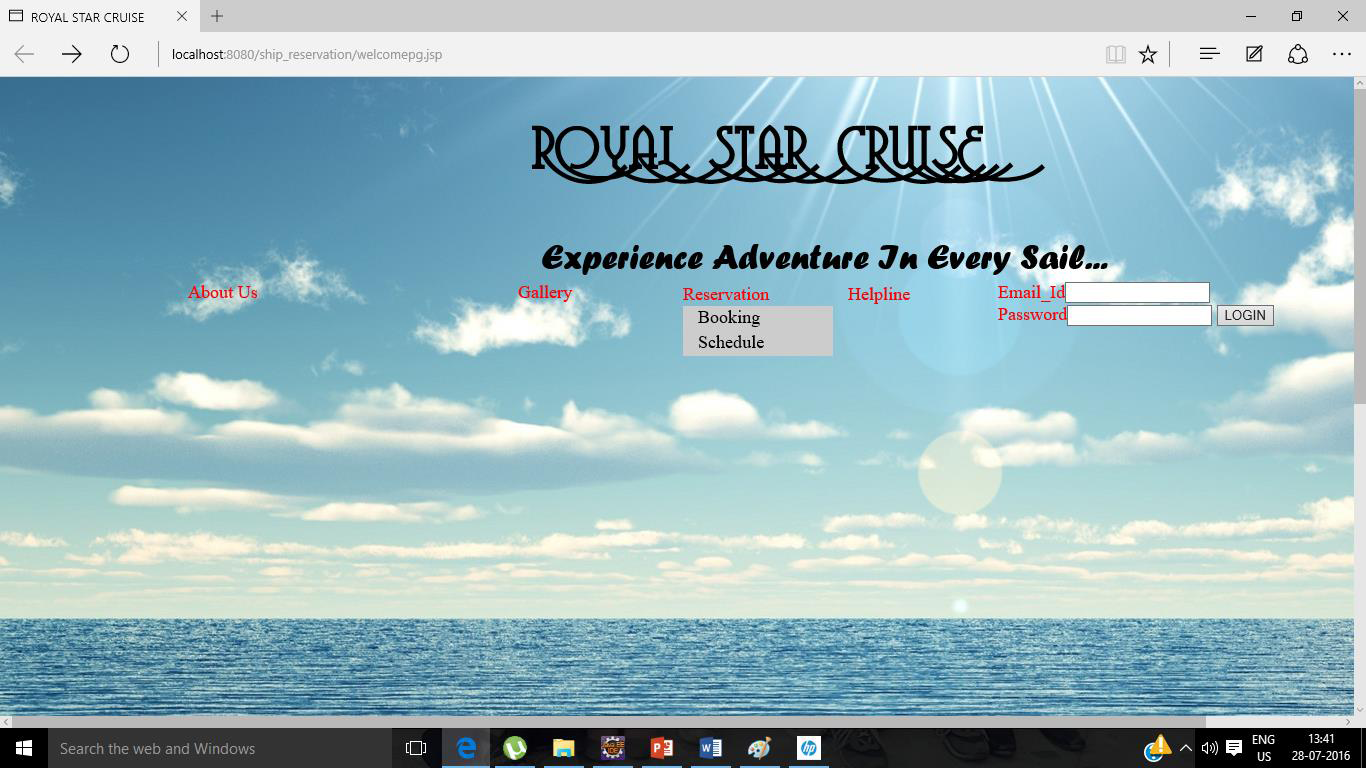 ROYAL STAR CRUISE
localhost:8080/ship_reservation/welcomepg.jsp
ROYAL STAR CRUISE
Experience Adventure In Every Sail...
About Us Gallery Reservation Helpline Email_Id
Booking Password LOGIN
Schedule
Search the web and Windows ENG 13:41
US 28-07-2016